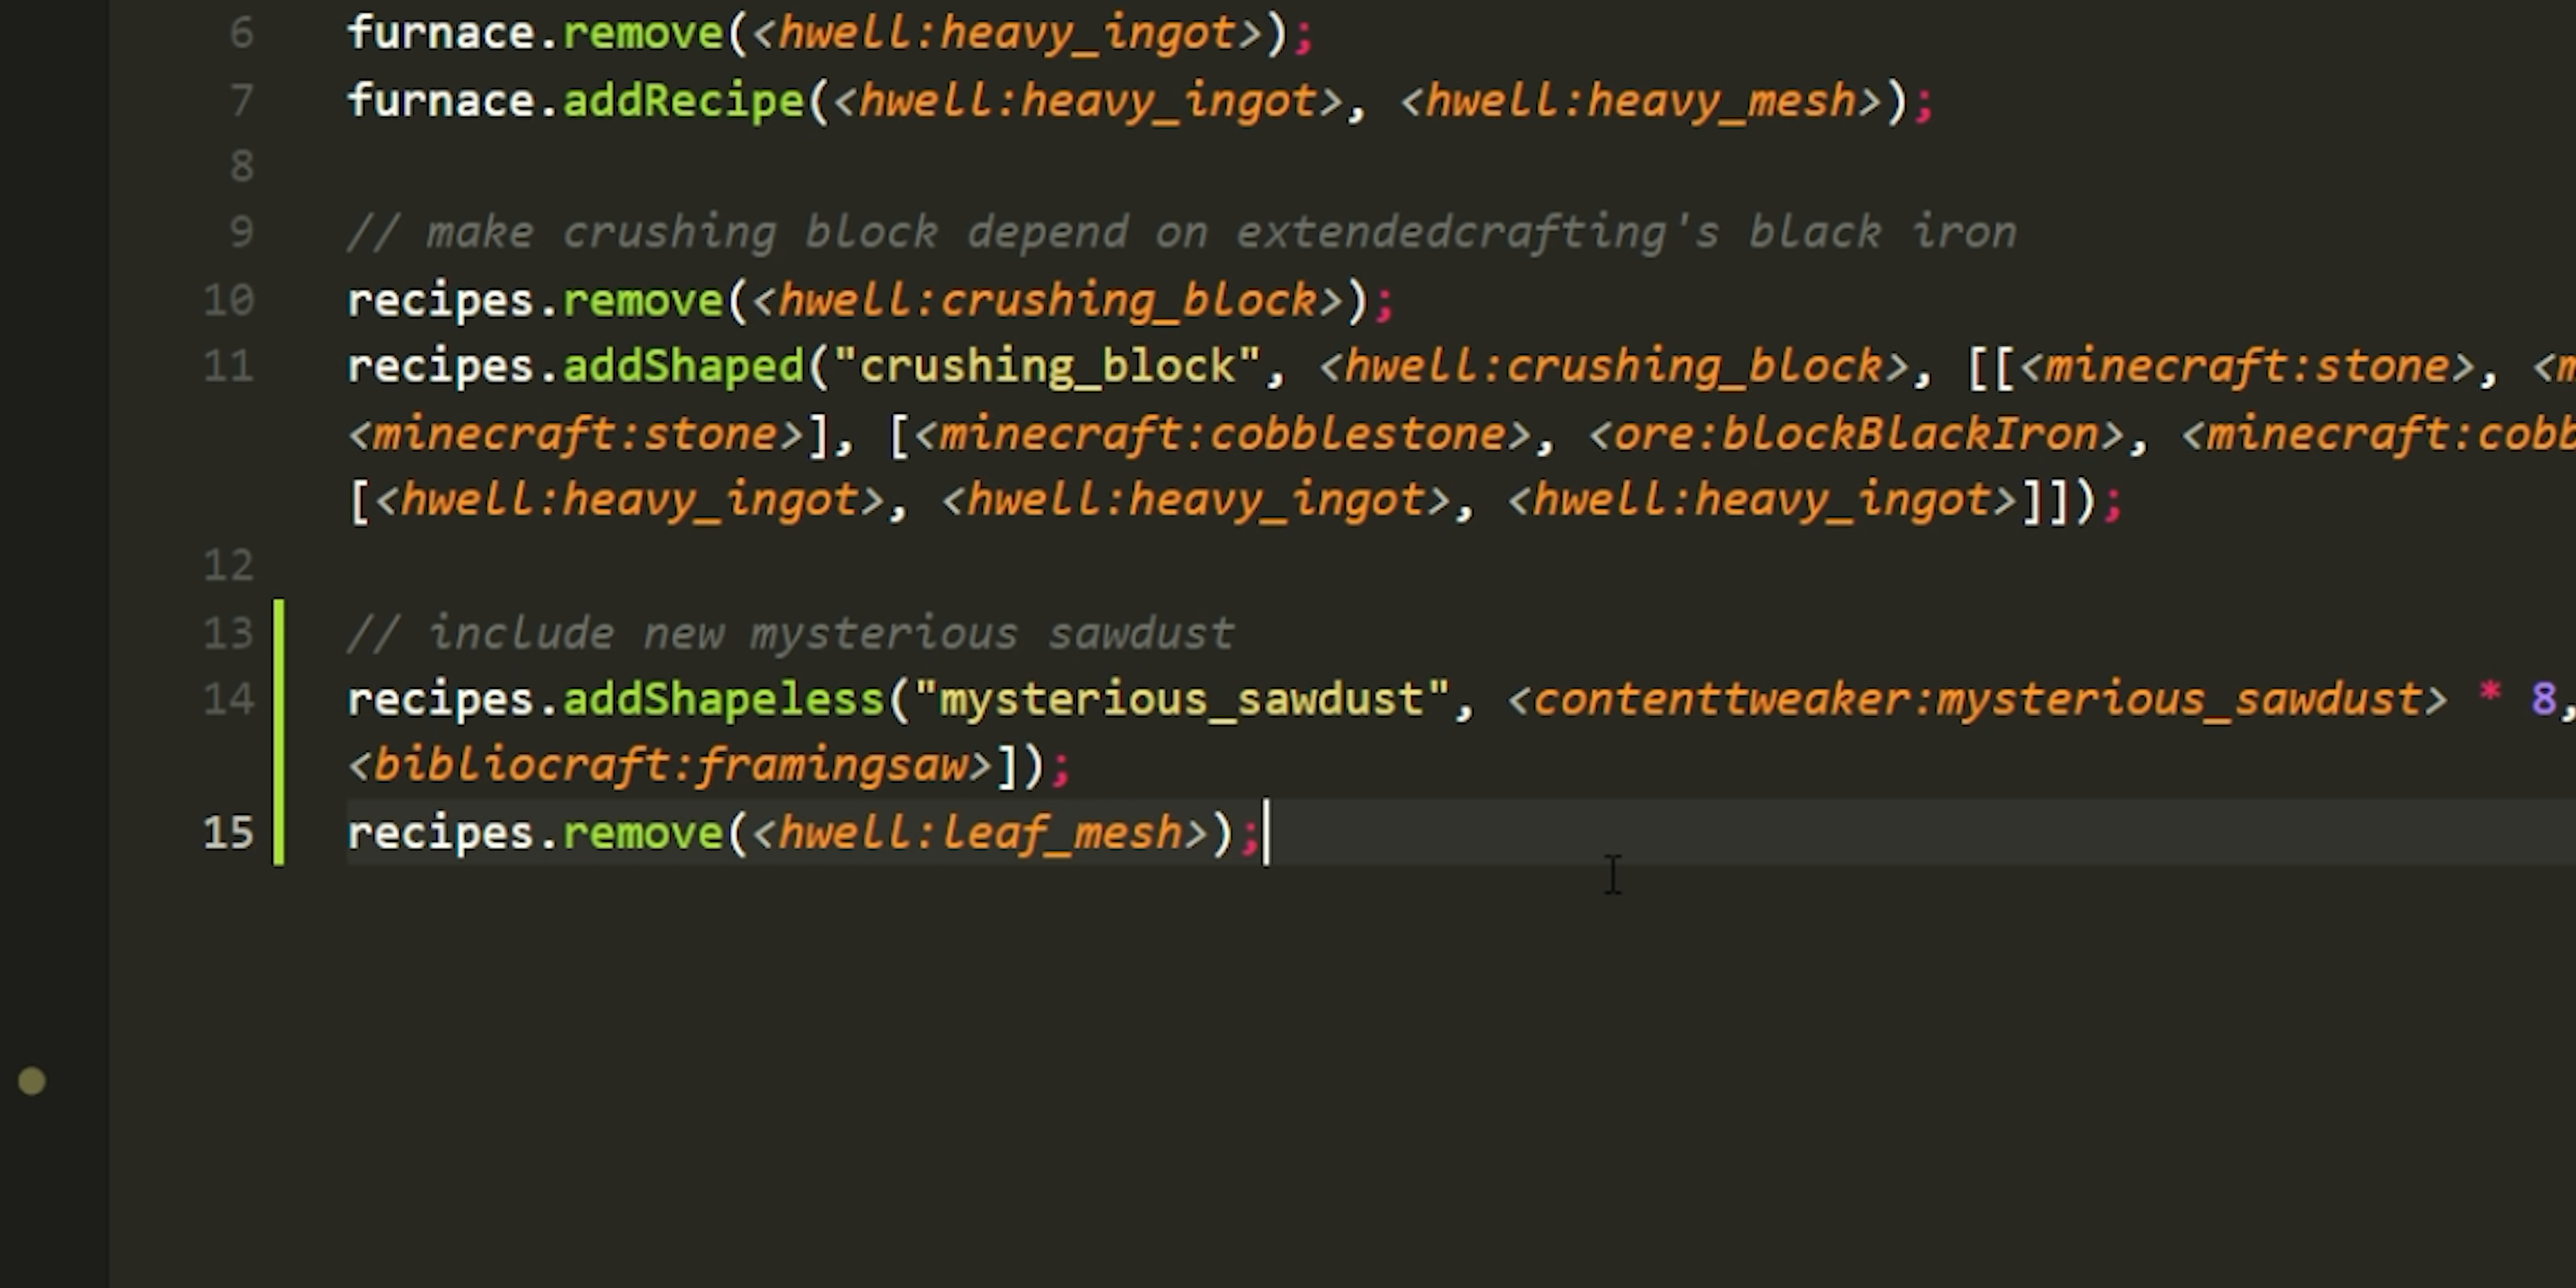 6 furnace.remove(<hwell:heavy_ingot>);
7 furnace.addRecipe(<hwell:heavy_ingot>, <hwell:heavy_mesh>);
8
9 // make crushing block depend on extendedcrafting's black iron
10 recipes.remove(<hwell:crushing_block>);
11 recipes.addShaped("crushing_block", <hwell:crushing_block>, [[<minecraft:stone>, <m
<minecraft:stone>], [<minecraft:cobblestone>, <ore:blockBlackIron>, <minecraft:cobb
[<hwell:heavy_ingot>, <hwell:heavy_ingot>, <hwell:heavy_ingot>]]);
12
13 // include new mysterious sawdust
14 recipes.addShapeless("mysterious_sawdust", <contenttweaker:mysterious_sawdust> * 8,
<bibliocraft:framingsaw>]);
15 recipes.remove(<hwell:leaf_mesh>);